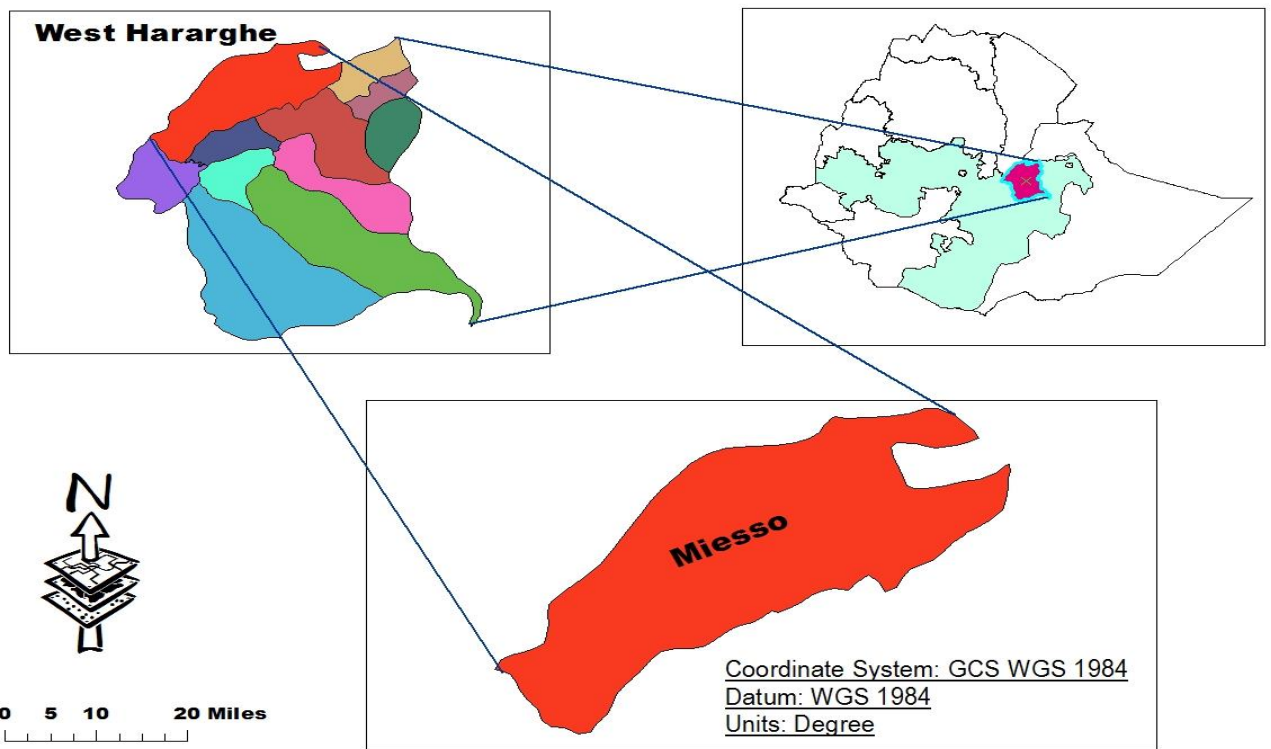 West Hararghe
Miesso
Coordinate System: GCS WGS 1984
Datum: WGS 1984
Units: Degree
N
0 5 10 20 Miles